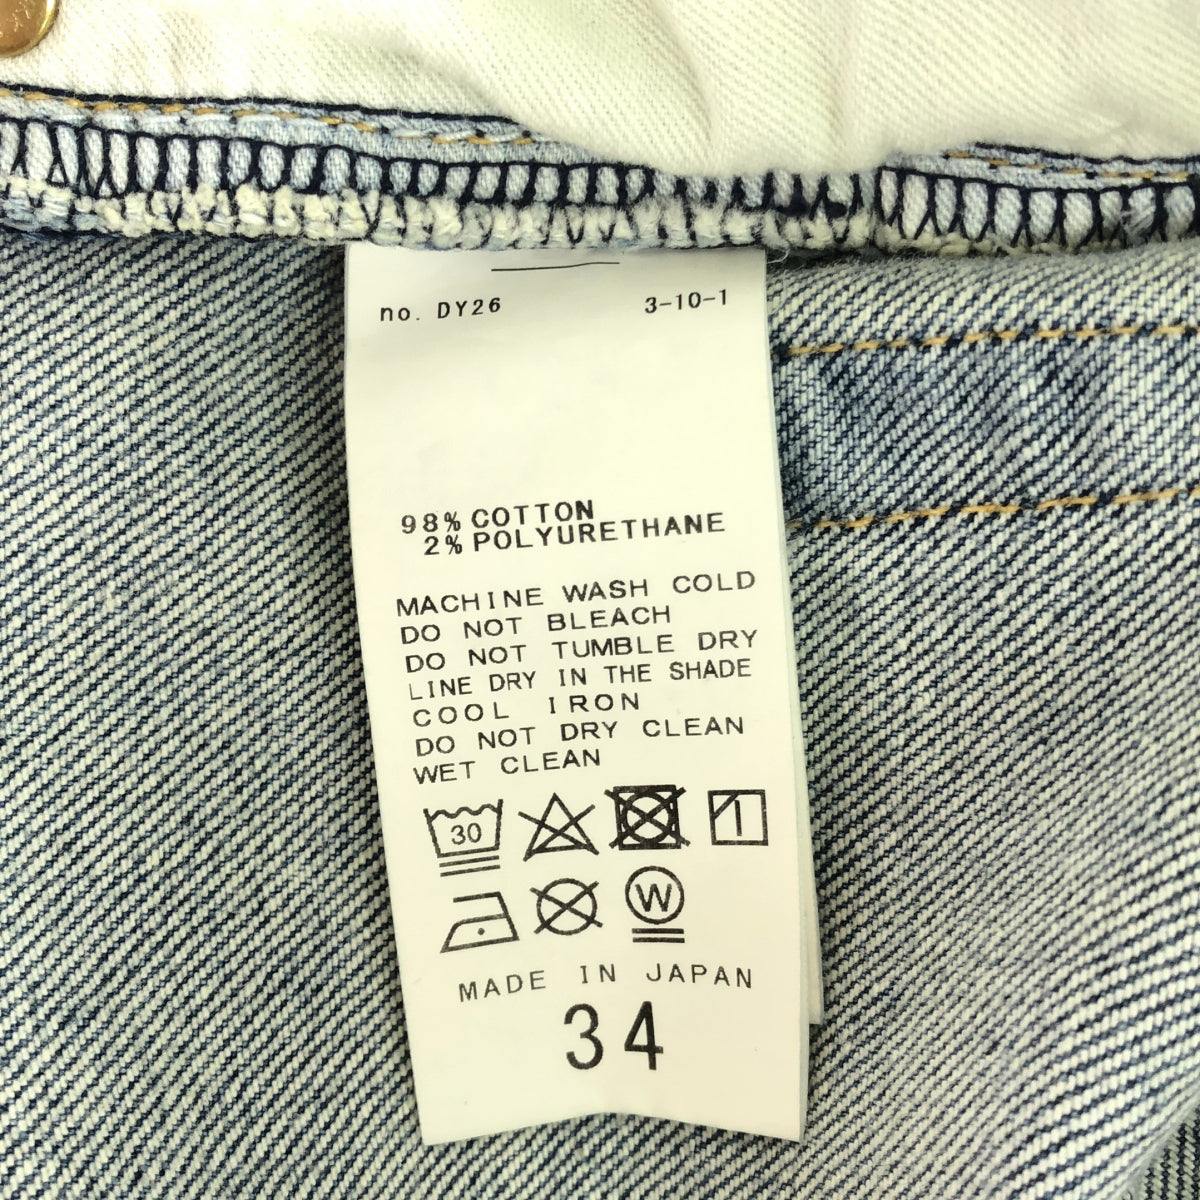 no. DY26 3-10-1
98% COTTON
2% POLYURETHANE
MACHINE WASH COLD
DO NOT BLEACH
DO NOT TUMBLE DRY
LINE DRY IN THE SHADE
COOL IRON
DO NOT DRY CLEAN
WET CLEAN
30
W
MADE IN JAPAN
34